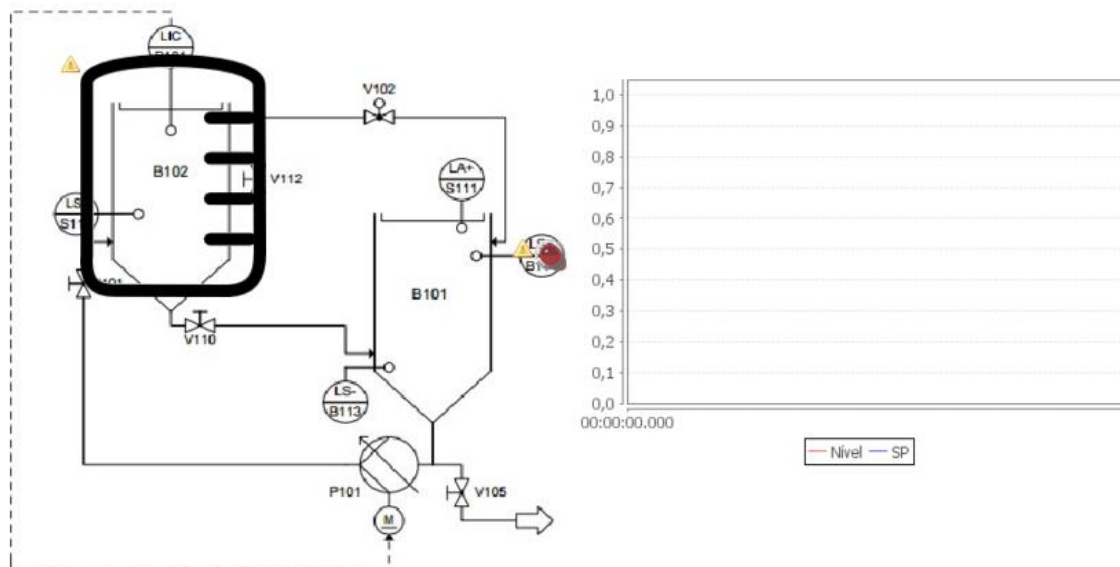 LIC
V102
B102
V112
LA+
S111
LS
B101
V110
LS-
B113
P101
M
V105
1,0
0,9
0,8
0,7
0,6
0,5
0,4
0,3
0,2
0,1
0,0
00:00:00.000
Nível
SP